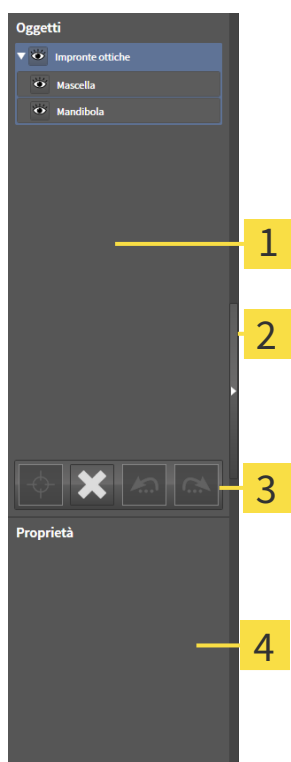 Oggetti
Impronte ottiche
Mascella
Mandibola
1
2
3
Proprietà
4